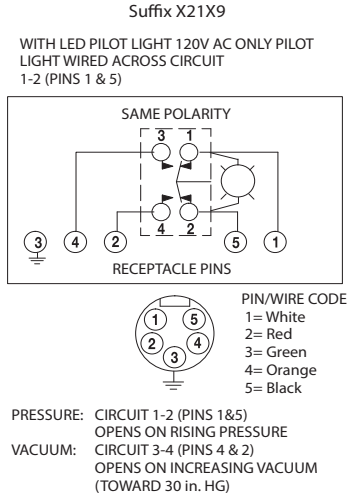 Suffix X21X9
WITH LED PILOT LIGHT 120V AC ONLY PILOT
LIGHT WIRED ACROSS CIRCUIT
1-2 (PINS 1 & 5)
SAME POLARITY
3 1
4 2
3 4 2 5 1
RECEPTACLE PINS
1 5
2 4
3
PIN/WIRE CODE
1= White
2= Red
3= Green
4= Orange
5= Black
PRESSURE: CIRCUIT 1-2 (PINS 1&5)
OPENS ON RISING PRESSURE
VACUUM: CIRCUIT 3-4 (PINS 4 & 2)
OPENS ON INCREASING VACUUM
(TOWARD 30 in. HG)